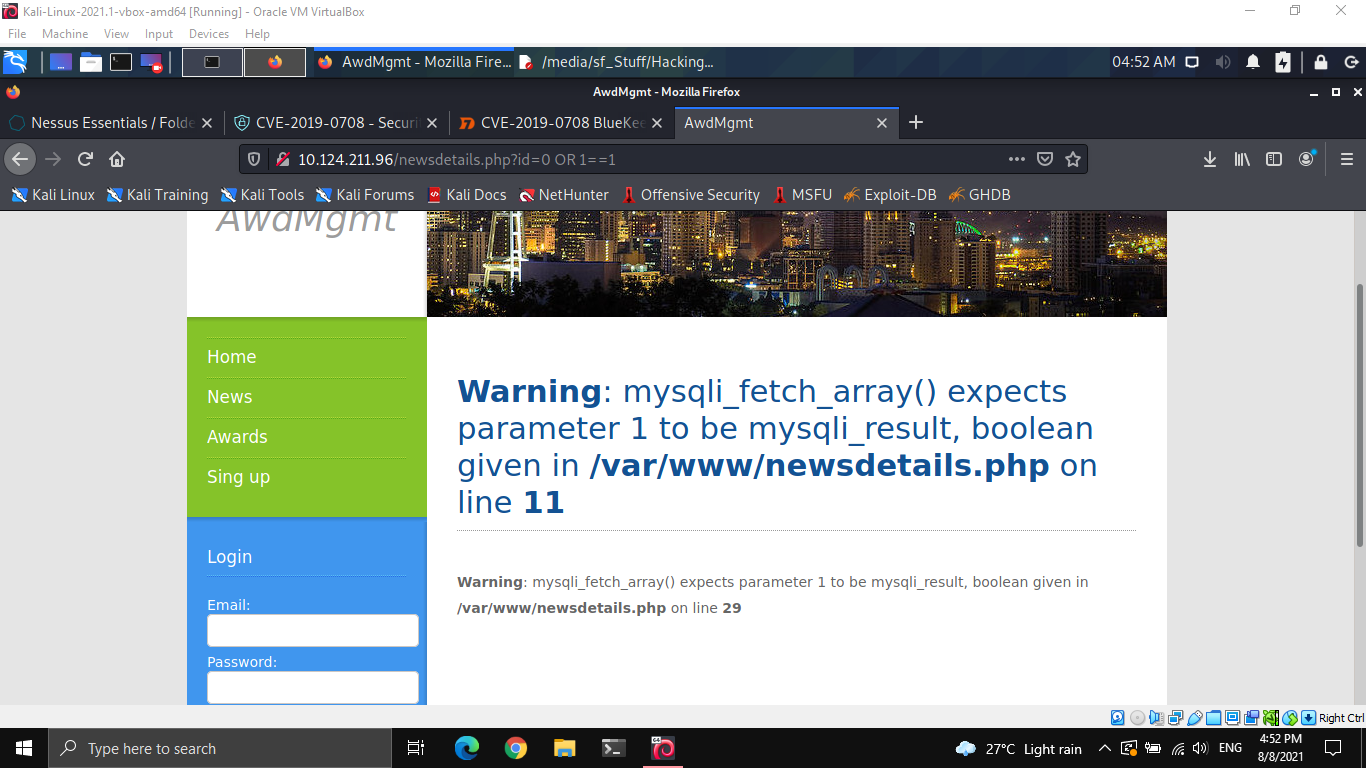 Kali-Linux-2021.1-vbox-amd64 [Running] - Oracle VM VirtualBox
File Machine View Input Devices Help
AwdMgmt - Mozilla Fire... /media/sf_Stuff/Hacking... 04:52 AM
AwdMgmt - Mozilla Firefox
Nessus Essentials / Folde CVE-2019-0708 - Securi CVE-2019-0708 BlueKee AwdMgmt
10.124.211.96/newsdetails.php?id=0 OR 1==1
Kali Linux Kali Training Kali Tools Kali Forums Kali Docs NetHunter Offensive Security MSFU Exploit-DB GHDB
AwdMgmt
Home
News
Awards
Sing up
Login
Email:
Password:
Warning: mysqli_fetch_array() expects
parameter 1 to be mysqli_result, boolean
given in /var/www/newsdetails.php on
line 11
Warning: mysqli_fetch_array() expects parameter 1 to be mysqli_result, boolean given in
/var/www/newsdetails.php on line 29
Right Ctrl
Type here to search
27°C Light rain
ENG
4:52 PM
8/8/2021